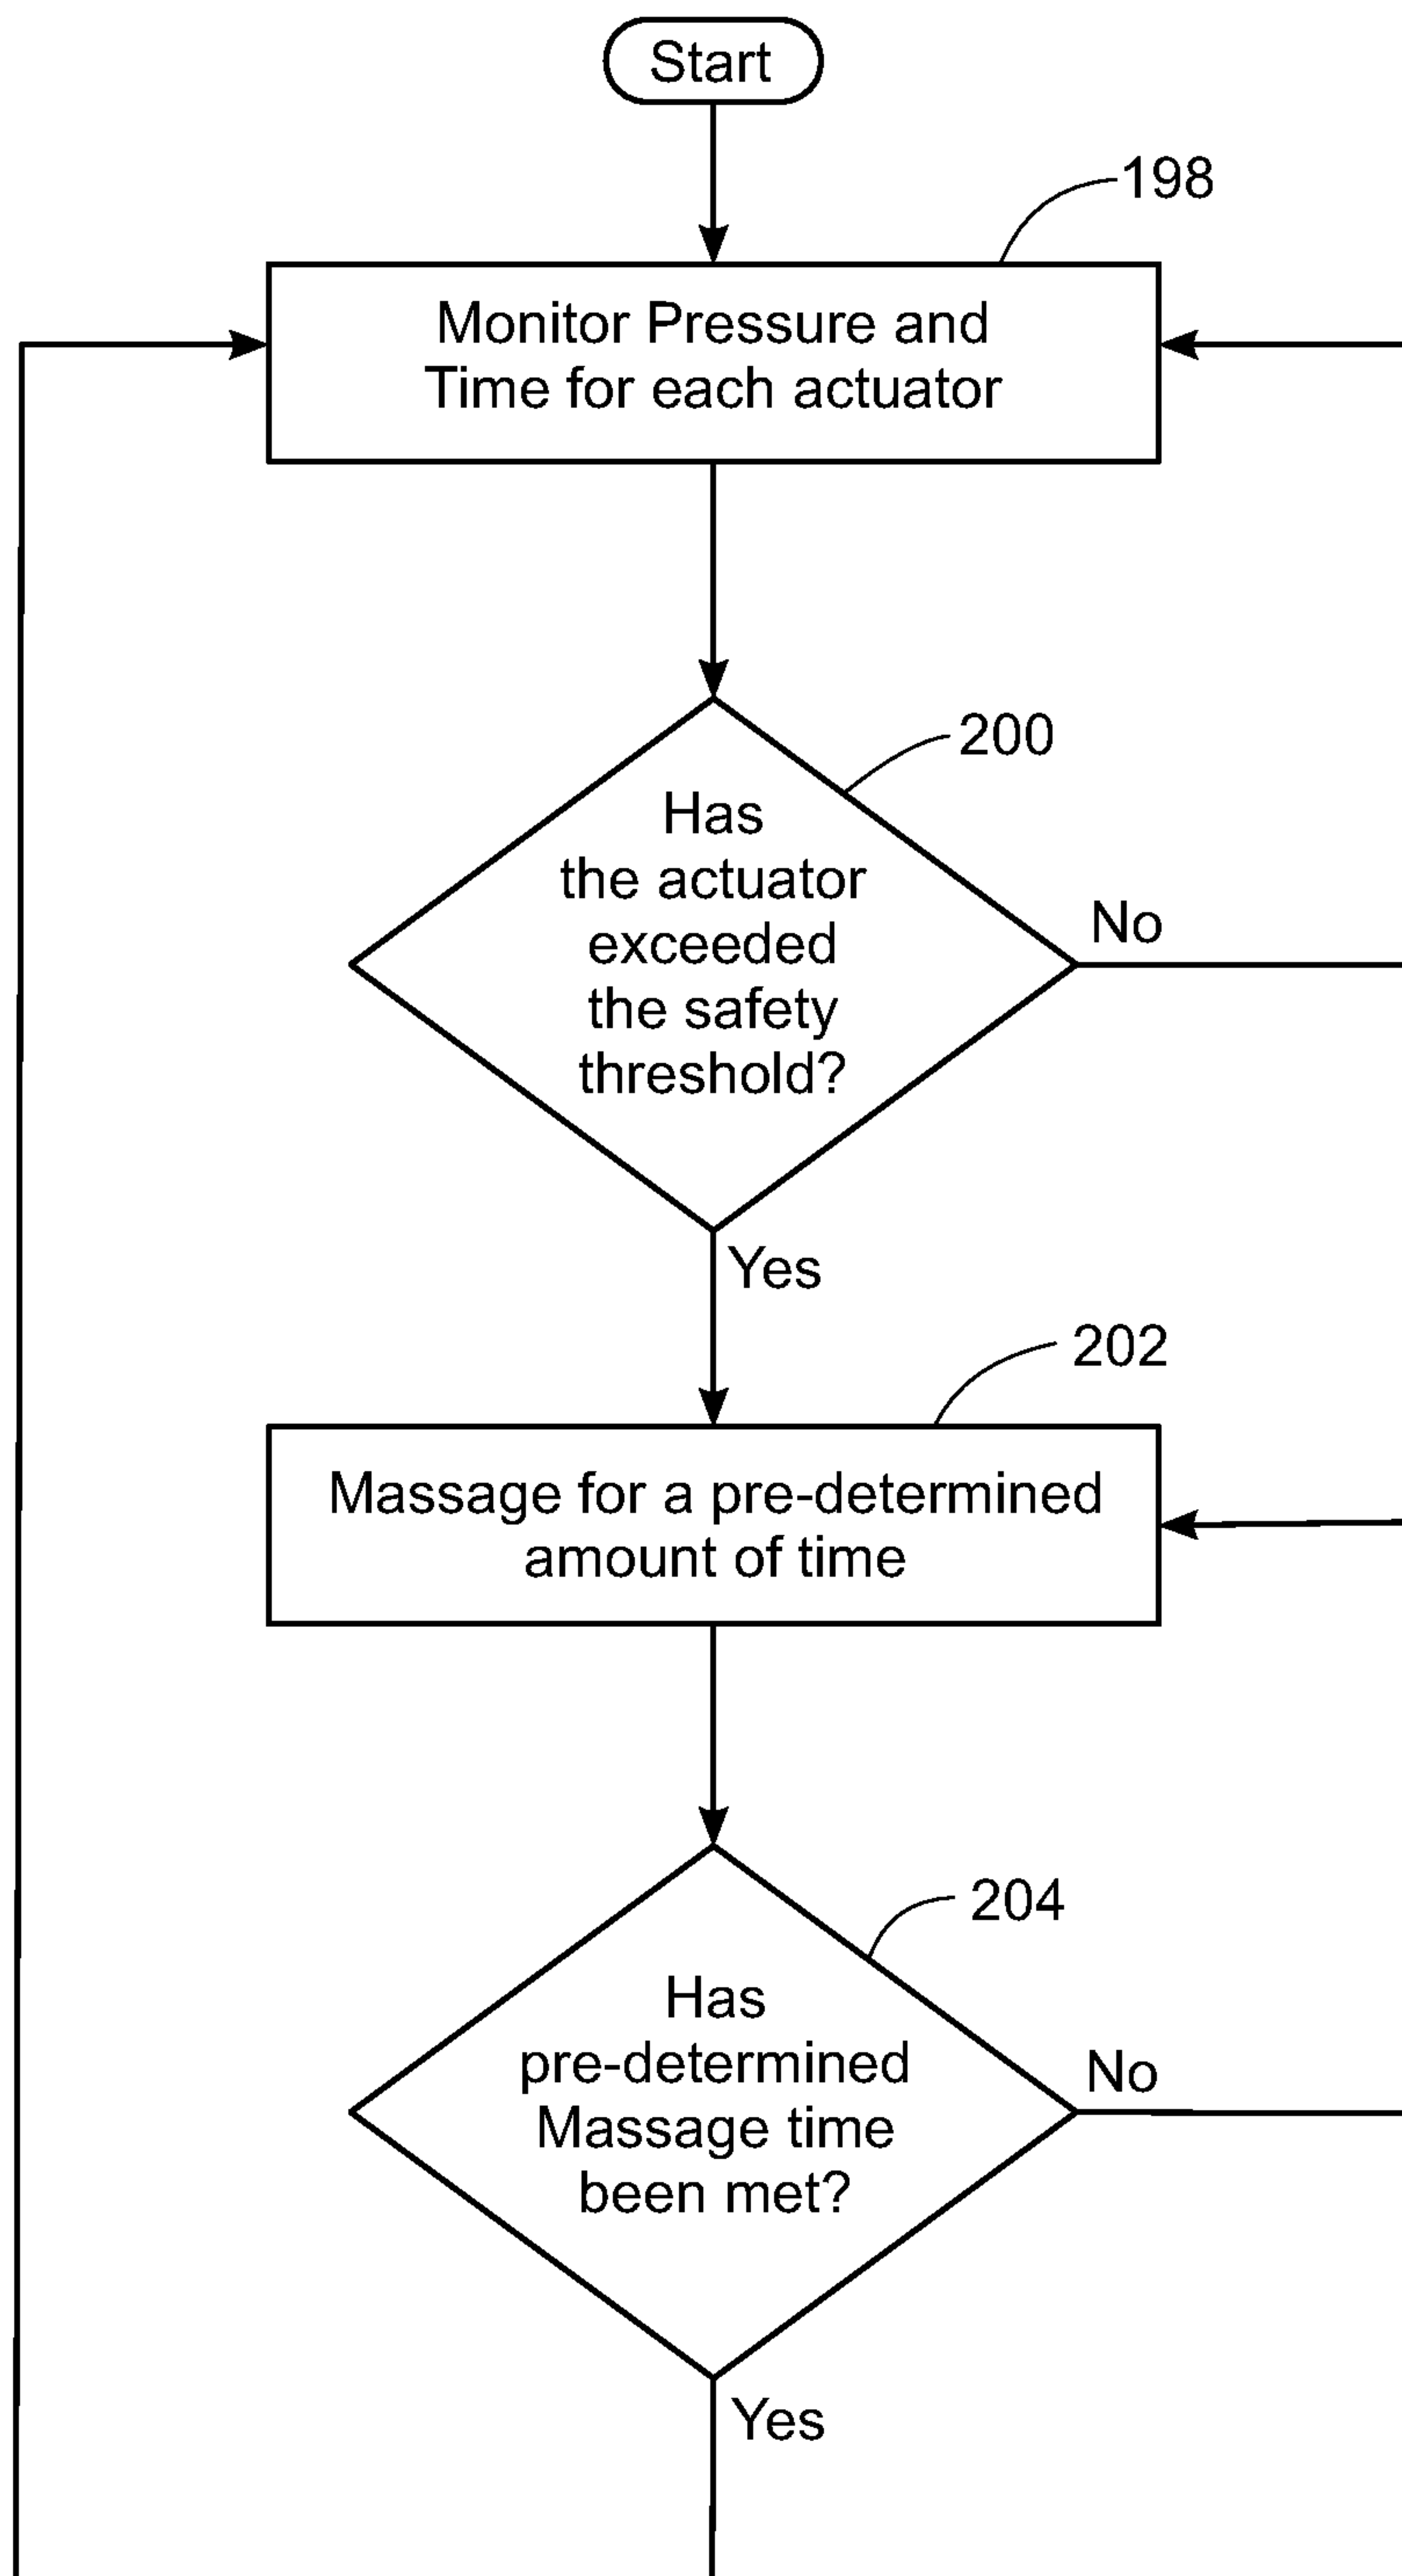 Start
198
Monitor Pressure and
Time for each actuator
200
Has
the actuator
exceeded
the safety
threshold?
No
Yes
202
Massage for a pre-determined
amount of time
204
Has
pre-determined
Massage time
been met?
No
Yes